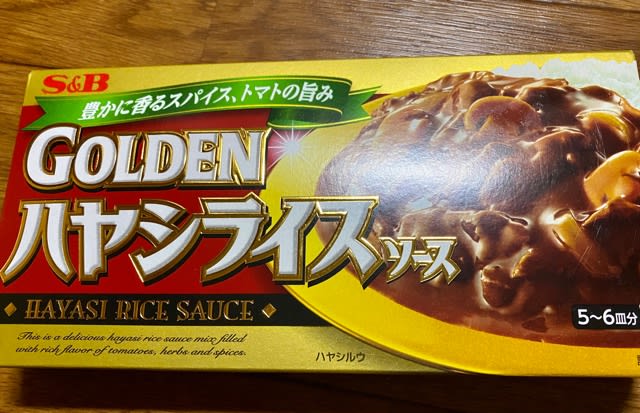 S&B
豊かに香るスパイス、トマトの旨み
GOLDEN
ハヤシライスソース
HAYASI RICE SAUCE
This is a delicious hayasi rice sauce mix filled
with rich flavor of tomatoes, herbs and spices.
ハヤシルウ
5〜6皿分